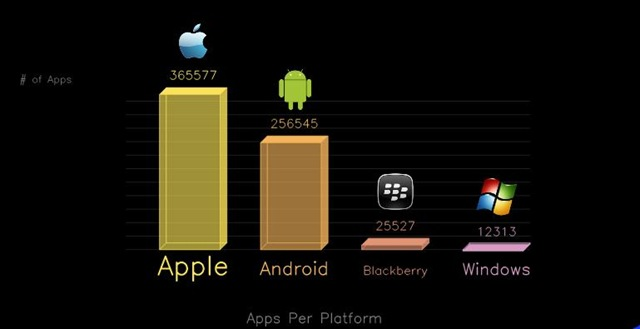 # of Apps
365577
256545
25527
12313
Apple
Android
Blackberry
Windows
Apps Per Platform